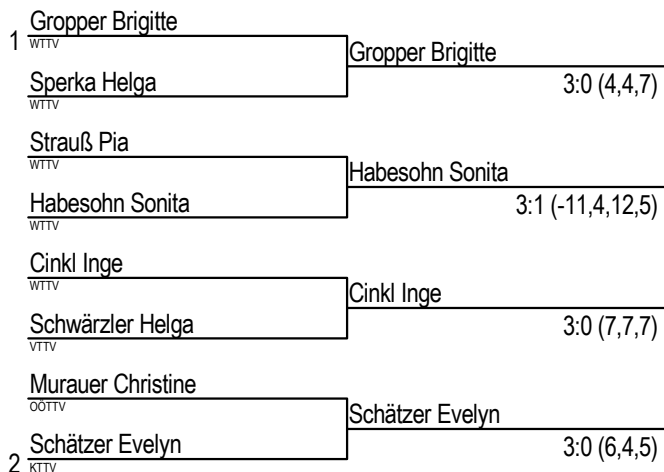 Gropper Brigitte
1 WTTV
Gropper Brigitte
Sperka Helga
3:0 (4,4,7)
WTTV
Strauß Pia
WTTV
Habesohn Sonita
Habesohn Sonita
3:1 (-11,4,12,5)
WTTV
Cinkl Inge
WTTV
Cinkl Inge
Schwärzler Helga
3:0 (7,7,7)
VTTV
Murauer Christine
OÖTTV
Schätzer Evelyn
Schätzer Evelyn
3:0 (6,4,5)
2 KTTV